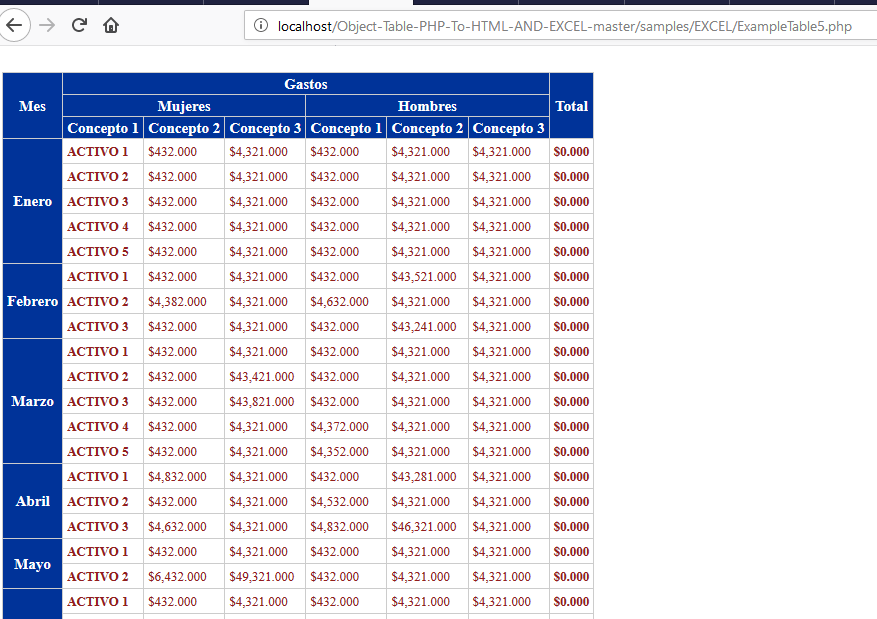 localhost/Object-Table-PHP-To-HTML-AND-EXCEL-master/samples/EXCEL/ExampleTable5.php
Mes Gastos Total
Mujeres Hombres
Concepto 1 Concepto 2 Concepto 3 Concepto 1 Concepto 2 Concepto 3
Enero ACTIVO 1 $432.000 $4,321.000 $432.000 $4,321.000 $4,321.000 $0.000
ACTIVO 2 $432.000 $4,321.000 $432.000 $4,321.000 $4,321.000 $0.000
ACTIVO 3 $432.000 $4,321.000 $432.000 $4,321.000 $4,321.000 $0.000
ACTIVO 4 $432.000 $4,321.000 $432.000 $4,321.000 $4,321.000 $0.000
ACTIVO 5 $432.000 $4,321.000 $432.000 $4,321.000 $4,321.000 $0.000
Febrero ACTIVO 1 $432.000 $4,321.000 $432.000 $43,521.000 $4,321.000 $0.000
ACTIVO 2 $4,382.000 $4,321.000 $4,632.000 $4,321.000 $4,321.000 $0.000
ACTIVO 3 $432.000 $4,321.000 $432.000 $43,241.000 $4,321.000 $0.000
Marzo ACTIVO 1 $432.000 $4,321.000 $432.000 $4,321.000 $4,321.000 $0.000
ACTIVO 2 $432.000 $43,421.000 $432.000 $4,321.000 $4,321.000 $0.000
ACTIVO 3 $432.000 $43,821.000 $432.000 $4,321.000 $4,321.000 $0.000
ACTIVO 4 $432.000 $4,321.000 $4,372.000 $4,321.000 $4,321.000 $0.000
ACTIVO 5 $432.000 $4,321.000 $4,352.000 $4,321.000 $4,321.000 $0.000
Abril ACTIVO 1 $4,832.000 $4,321.000 $432.000 $43,281.000 $4,321.000 $0.000
ACTIVO 2 $432.000 $4,321.000 $4,532.000 $4,321.000 $4,321.000 $0.000
ACTIVO 3 $4,632.000 $4,321.000 $4,832.000 $46,321.000 $4,321.000 $0.000
Mayo ACTIVO 1 $432.000 $4,321.000 $432.000 $4,321.000 $4,321.000 $0.000
ACTIVO 2 $6,432.000 $49,321.000 $432.000 $4,321.000 $4,321.000 $0.000
ACTIVO 1 $432.000 $4,321.000 $432.000 $4,321.000 $4,321.000 $0.000